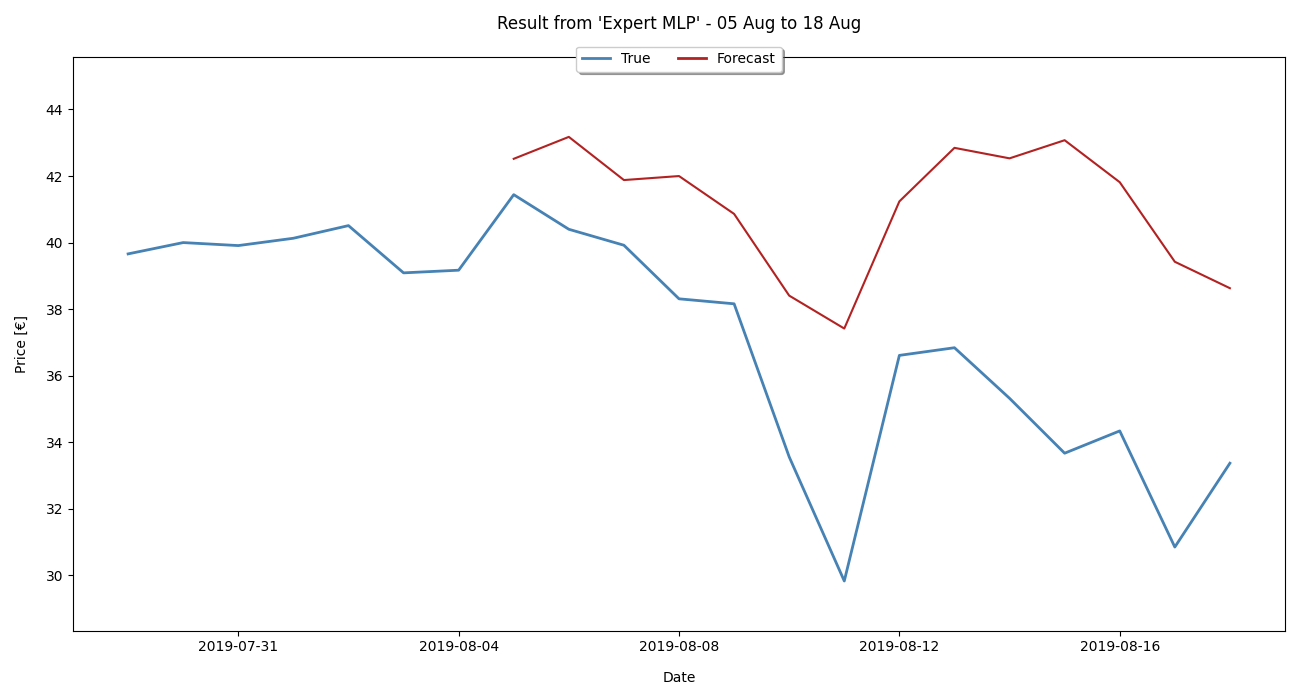 Result from 'Expert MLP' - 05 Aug to 18 Aug
True Forecast
44
42
40
38
36
34
32
30
Price [€]
2019-07-31 2019-08-04 2019-08-08 2019-08-12 2019-08-16
Date